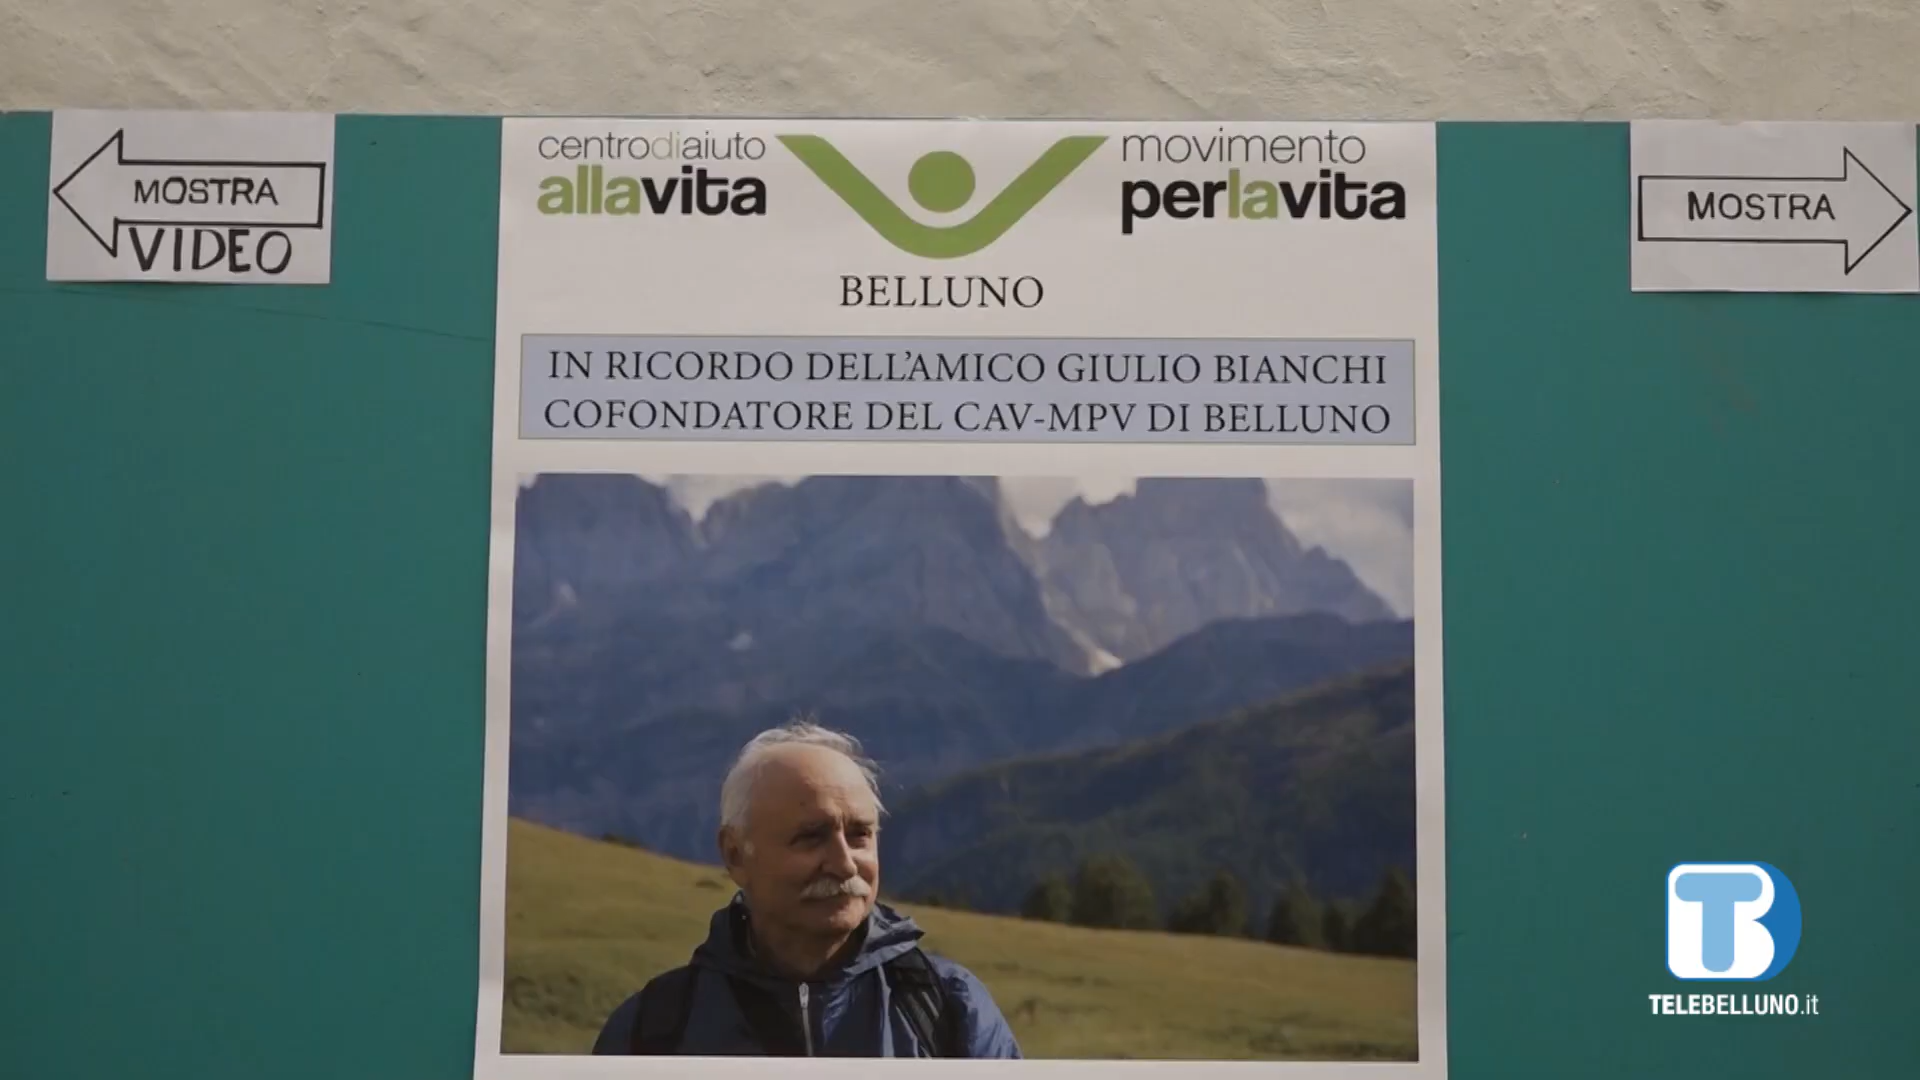 MOSTRA
VIDEO
centrodiaiuto
allavita
movimento
perlavita
BELLUNO
MOSTRA
IN RICORDO DELL'AMICO GIULIO BIANCHI
COFONDATORE DEL CAV-MPV DI BELLUNO
TB
TELEBELLUNO.it